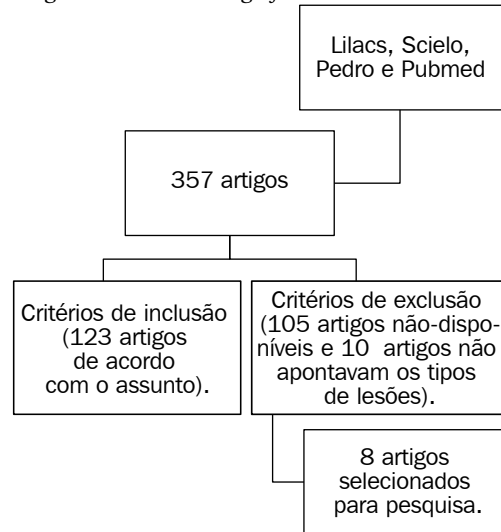 Lilacs, Scielo,
Pedro e Pubmed
357 artigos
Critérios de inclusão
(123 artigos
de acordo
com o assunto).
Critérios de exclusão
(105 artigos não-dispo-
níveis e 10 artigos não
apontavam os tipos
de lesões).
8 artigos
selecionados
para pesquisa.